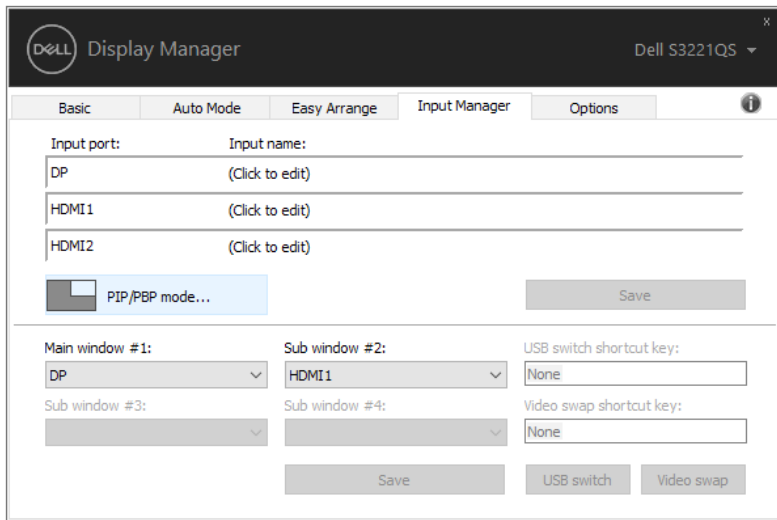 x
DELL Display Manager Dell S3221QS
Basic Auto Mode Easy Arrange Input Manager Options i
Input port: Input name:
DP (Click to edit)
HDMI1 (Click to edit)
HDMI2 (Click to edit)
PIP/PBP mode... Save
Main window #1: Sub window #2: USB switch shortcut key:
DP HDMI1 None
Sub window #3: Sub window #4: Video swap shortcut key:
None
Save USB switch Video swap